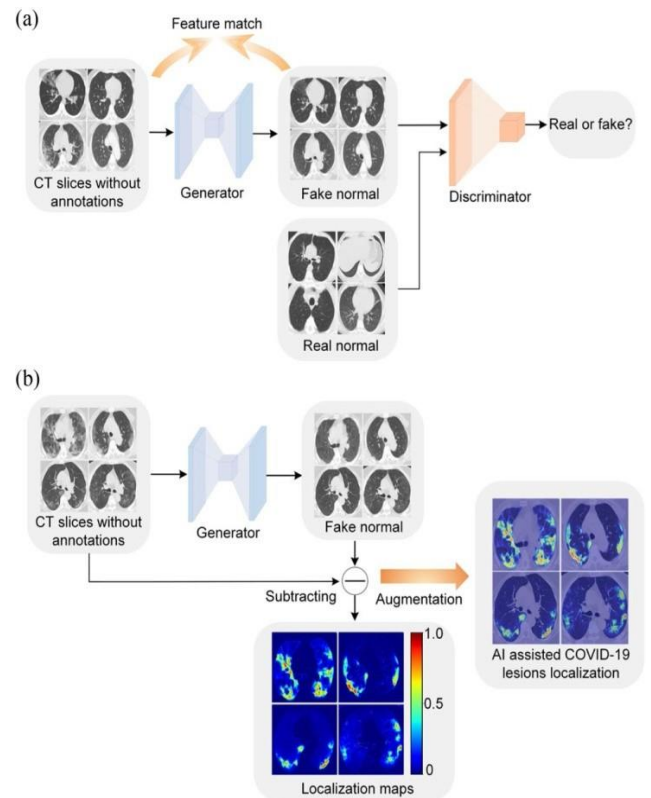 (a)
Feature match
CT slices without
annotations
Generator
Fake normal
Discriminator
Real or fake?
Real normal
(b)
CT slices without
annotations
Generator
Fake normal
Subtracting
Augmentation
AI assisted COVID-19
lesions localization
1.0
0.5
0
Localization maps